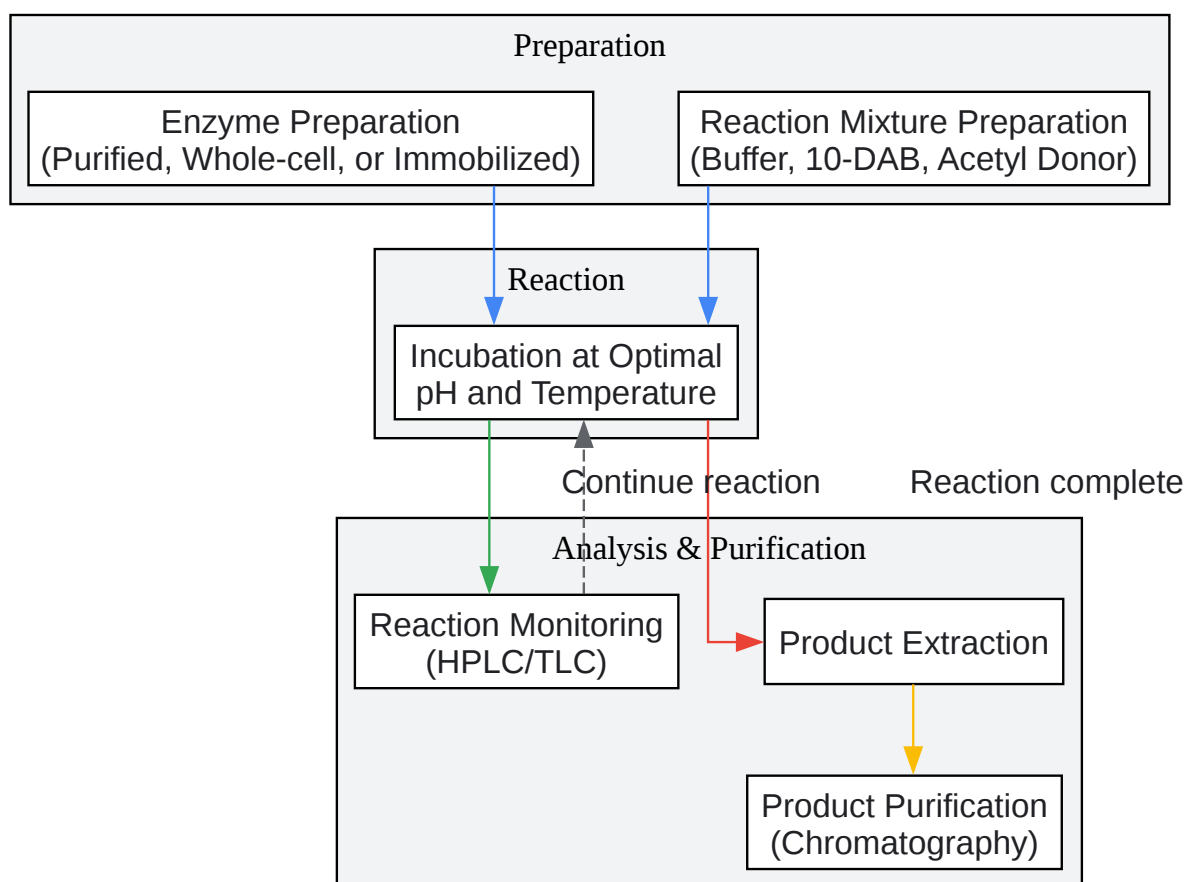 Preparation
Enzyme Preparation
(Purified, Whole-cell, or Immobilized)
Reaction Mixture Preparation
(Buffer, 10-DAB, Acetyl Donor)
Reaction
Incubation at Optimal
pH and Temperature
Continue reaction
Reaction complete
Analysis & Purification
Reaction Monitoring
(HPLC/TLC)
Product Extraction
Product Purification
(Chromatography)